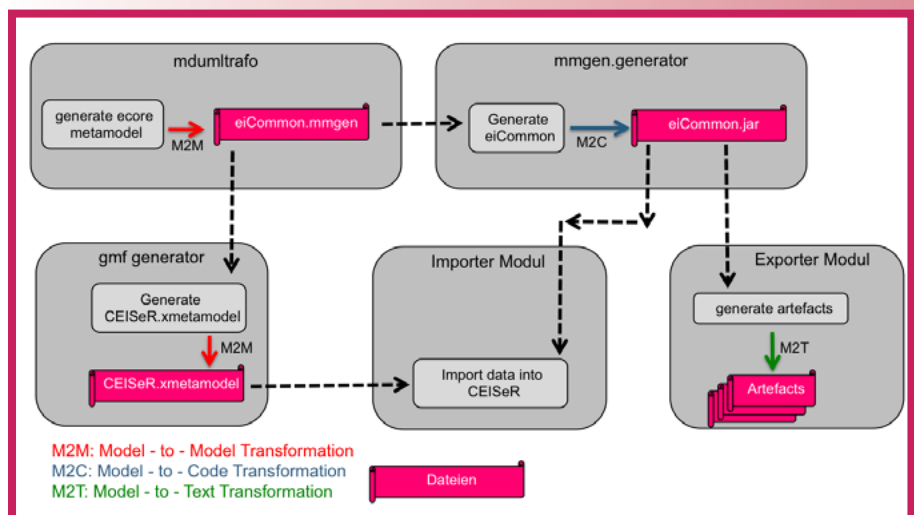 mdumltrafo
generate ecore
metamodel
M2M
eiCommon.mmgen
mmgen.generator
Generate
eiCommon
M2C
eiCommon.jar
gmf generator
Generate
CEISeR.xmetamodel
M2M
CEISeR.xmetamodel
Importer Modul
Import data into
CEISeR
Exporter Modul
generate artefacts
M2T
Artefacts
M2M: Model - to - Model Transformation
M2C: Model - to - Code Transformation
M2T: Model - to - Text Transformation
Dateien